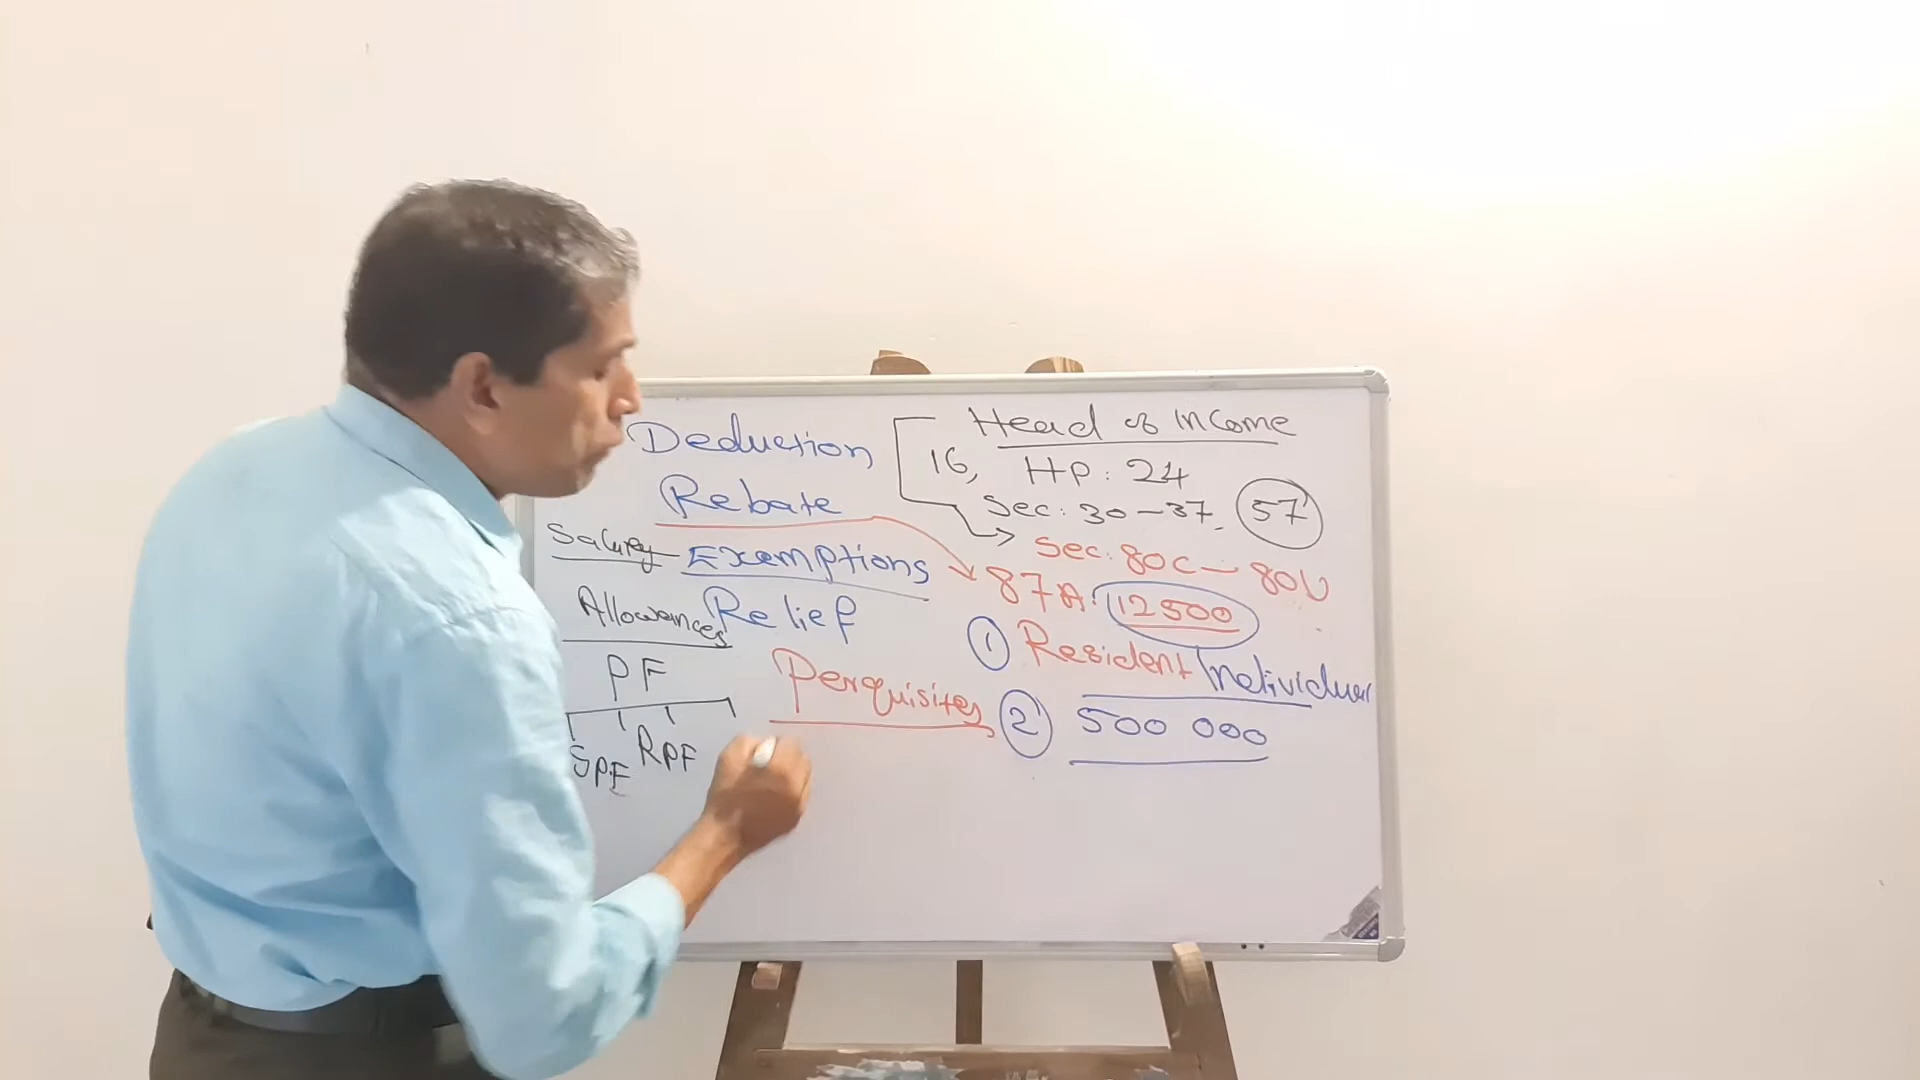 Deduction
Rebate
Salary Exemptions
Allowances Relief
PF
SPF RPF
Perquisites
Head of Income
16, HP: 24
Sec: 30-37, 57
Sec: 80C - 80U
87A: 12500
1 Resident Individual
2 500 000